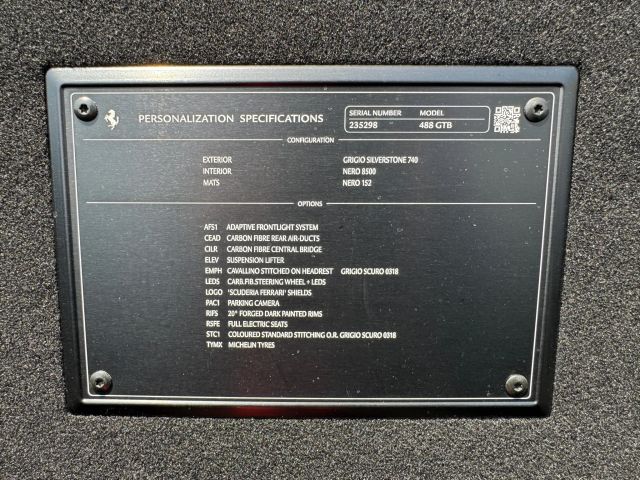 PERSONALIZATION SPECIFICATIONS
SERIAL NUMBER MODEL
235298 488 GTB
CONFIGURATION
EXTERIOR GRIGIO SILVERSTONE 740
INTERIOR NERO 8500
MATS NERO 152
OPTIONS
AFS1 ADAPTIVE FRONTLIGHT SYSTEM
CEAD CARBON FIBRE REAR AIR-DUCTS
CILR CARBON FIBRE CENTRAL BRIDGE
ELEV SUSPENSION LIFTER
EMPH CAVALLINO STITCHED ON HEADREST GRIGIO SCURO 0318
LEDS CARB.FIB.STEERING WHEEL + LEDS
LOGO 'SCUDERIA FERRARI' SHIELDS
PAC1 PARKING CAMERA
RIFS 20" FORGED DARK PAINTED RIMS
RSFE FULL ELECTRIC SEATS
STC1 COLOURED STANDARD STITCHING O.R. GRIGIO SCURO 0318
TYMX MICHELIN TYRES